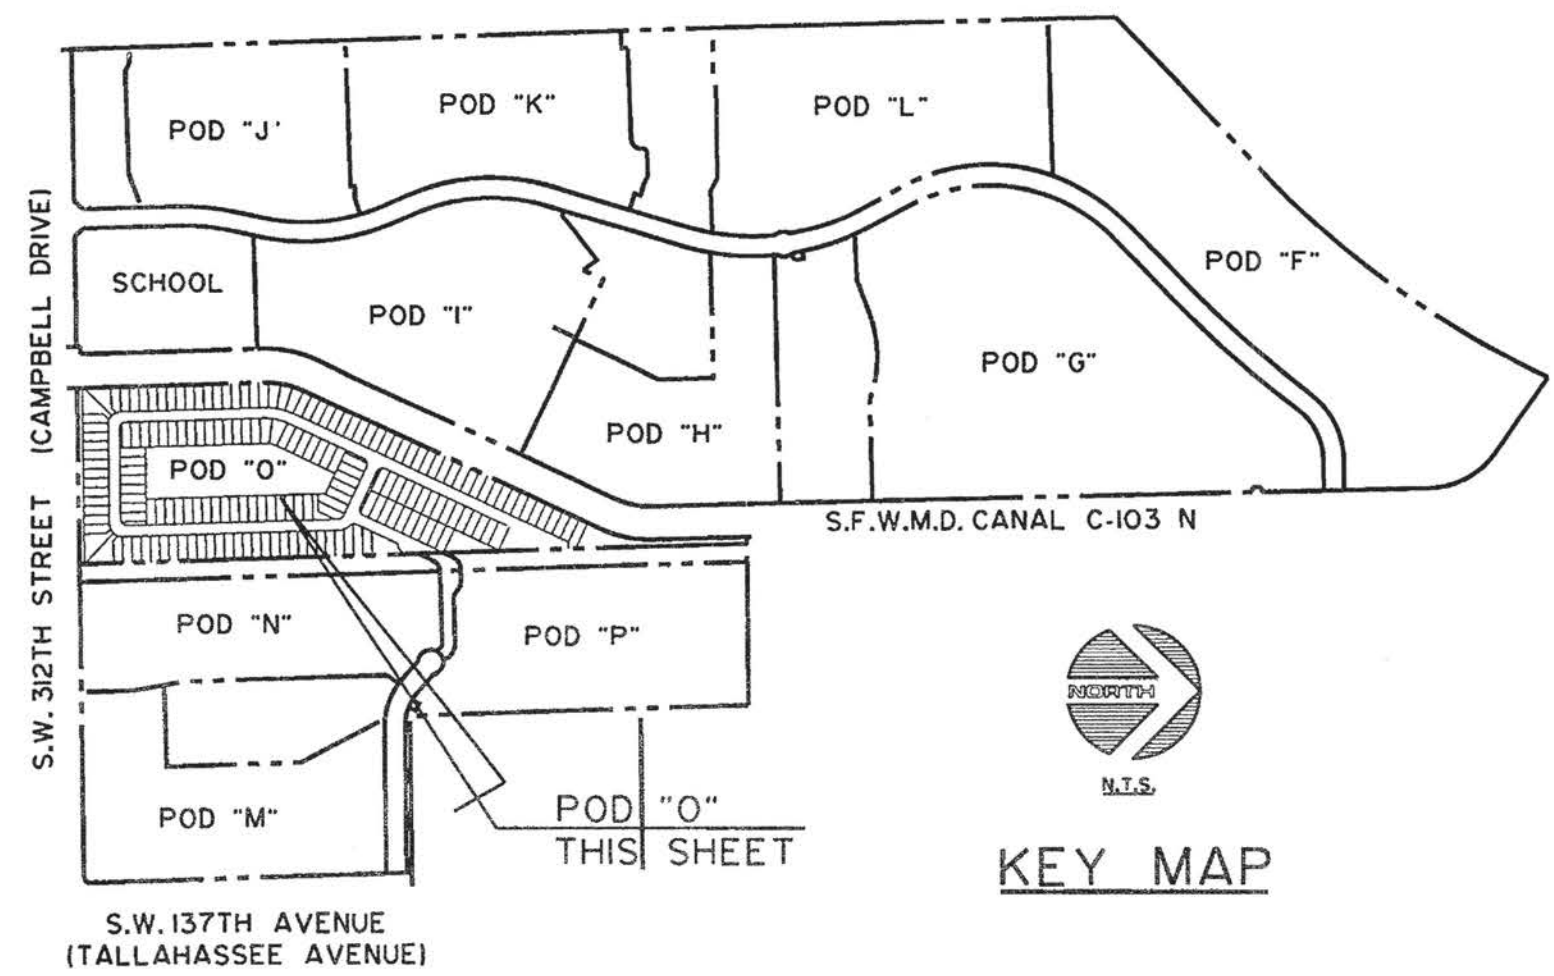 POD "K"
POD "L"
POD "J'
POD "F"
SCHOOL
POD "I"
POD "G"
POD "H"
POD "O"
S.W. 312TH STREET (CAMPBELL DRIVE)
S.F.W.M.D. CANAL C-103 N
POD "N"
POD "P"
NORTH
N.T.S.
POD "M"
POD "O"
THIS SHEET
KEY MAP
S.W. 137TH AVENUE
(TALLAHASSEE AVENUE)